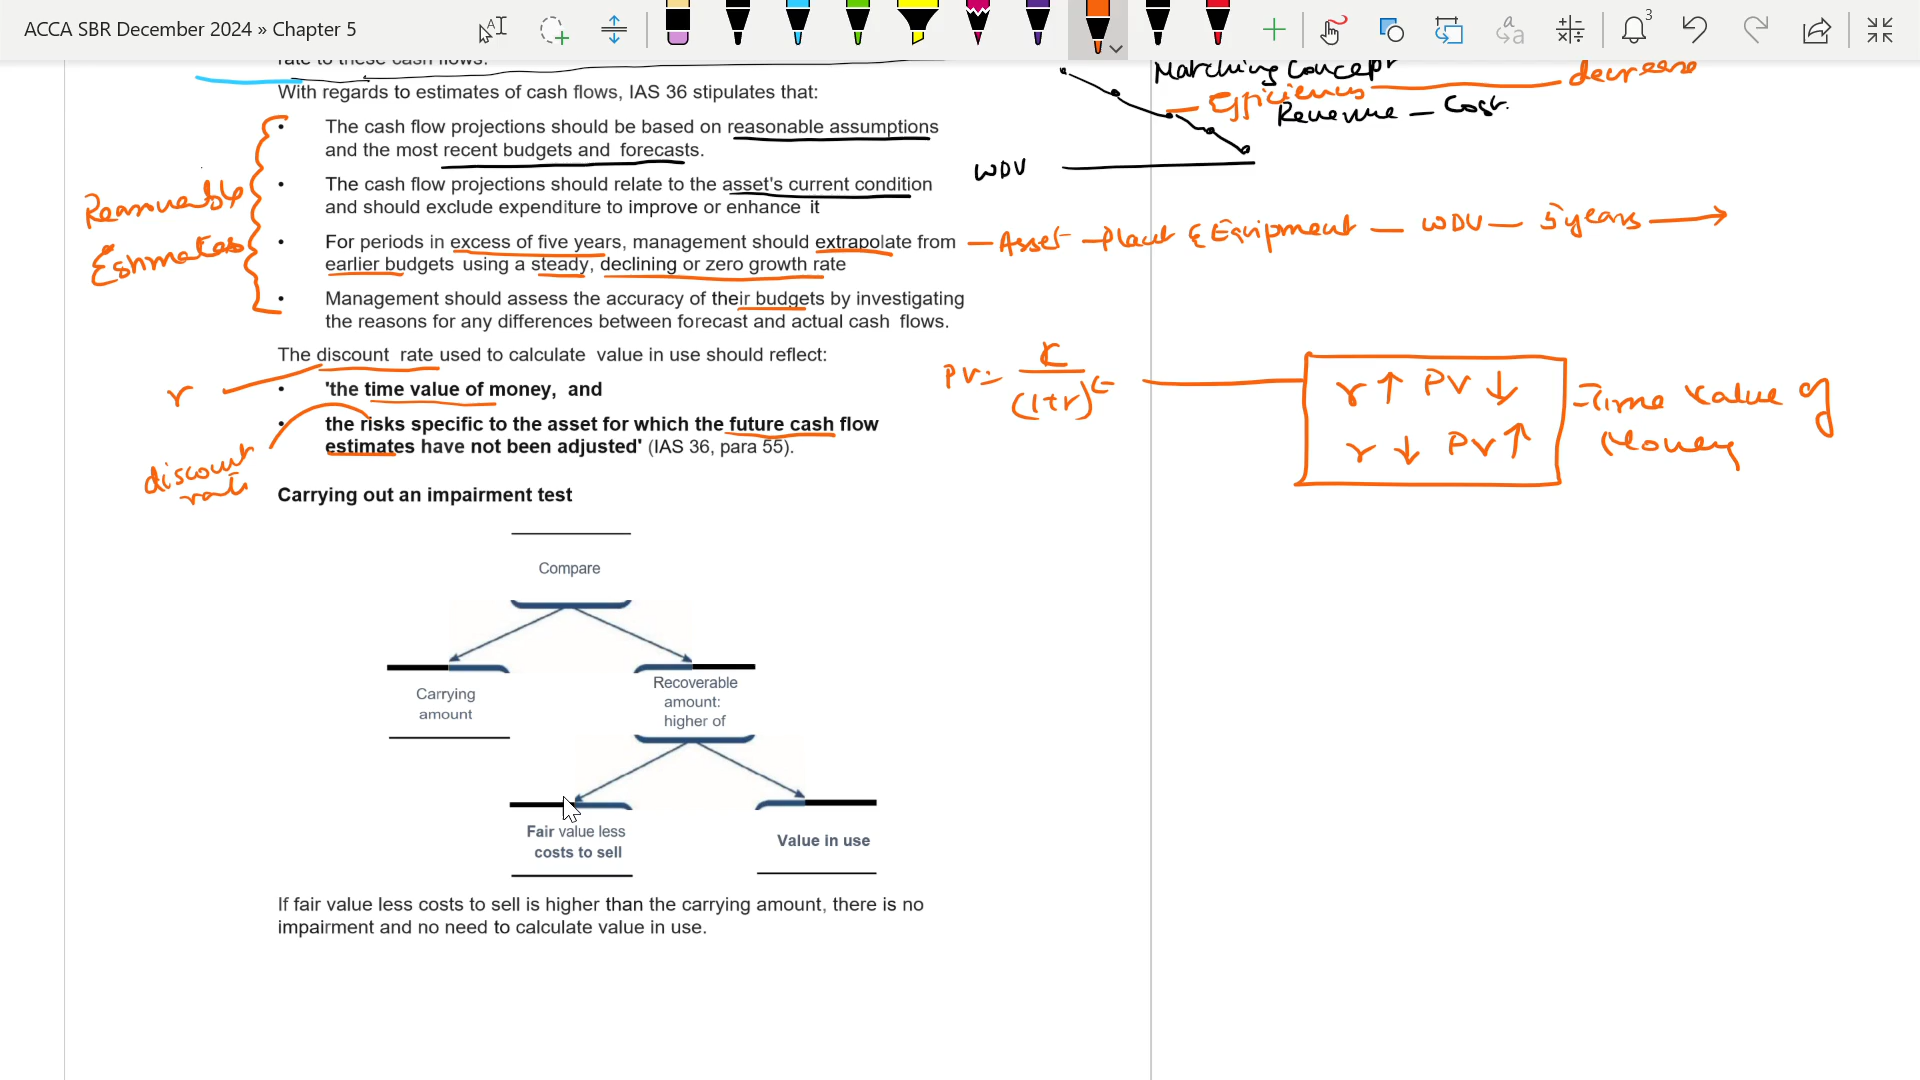 ACCA SBR December 2024 » Chapter 5
3
rate to these cash flows.
With regards to estimates of cash flows, IAS 36 stipulates that:
• The cash flow projections should be based on reasonable assumptions
and the most recent budgets and forecasts.
• The cash flow projections should relate to the asset's current condition
and should exclude expenditure to improve or enhance it
• For periods in excess of five years, management should extrapolate from
earlier budgets using a steady, declining or zero growth rate
• Management should assess the accuracy of their budgets by investigating
the reasons for any differences between forecast and actual cash flows.
The discount rate used to calculate value in use should reflect:
• 'the time value of money, and
• the risks specific to the asset for which the future cash flow
estimates have not been adjusted' (IAS 36, para 55).
Carrying out an impairment test
Compare
Carrying
amount
Recoverable
amount:
higher of
Fair value less
costs to sell
Value in use
If fair value less costs to sell is higher than the carrying amount, there is no
impairment and no need to calculate value in use.
Reasonable
Estimates
r
discount
rate
Matching Concept
decrease
Efficiency
Revenue — Cost.
WDV
— Asset — Plant & Equipment — WDV — 5 years →
r ↑ PV ↓
r ↓ PV ↑
- Time Value of
Money